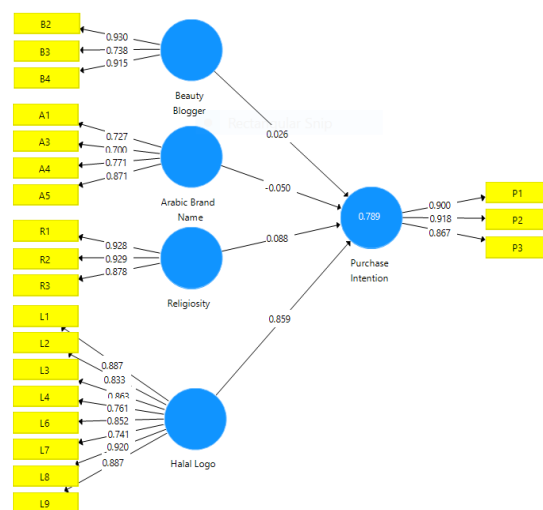 B2
B3
B4
0.930
0.738
0.915
Beauty
Blogger
A1
A3
A4
A5
0.727
0.700
0.771
0.871
Arabic Brand
Name
R1
R2
R3
0.928
0.929
0.878
Religiosity
L1
L2
L3
L4
L6
L7
L8
L9
0.887
0.833
0.863
0.761
0.852
0.741
0.920
0.887
Halal Logo
Rectangular Snip
0.026
-0.050
0.088
0.859
0.789
Purchase
Intention
0.900
0.918
0.867
P1
P2
P3